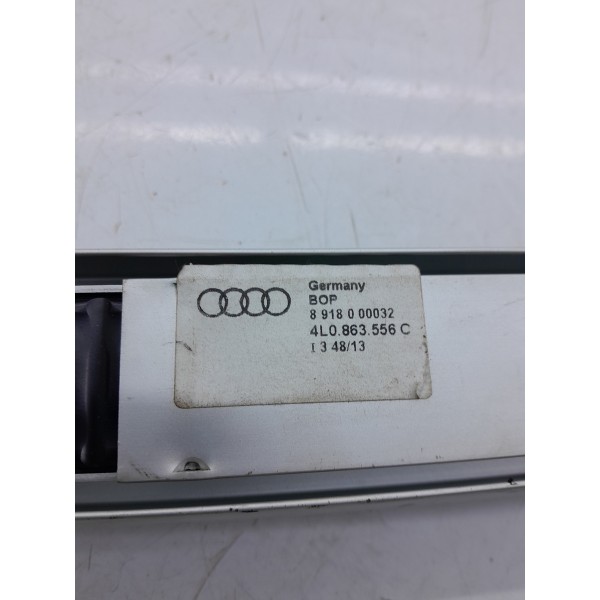 Germany
BOP
8 918 0 00032
4L0.863.556 C
I 3 48/13